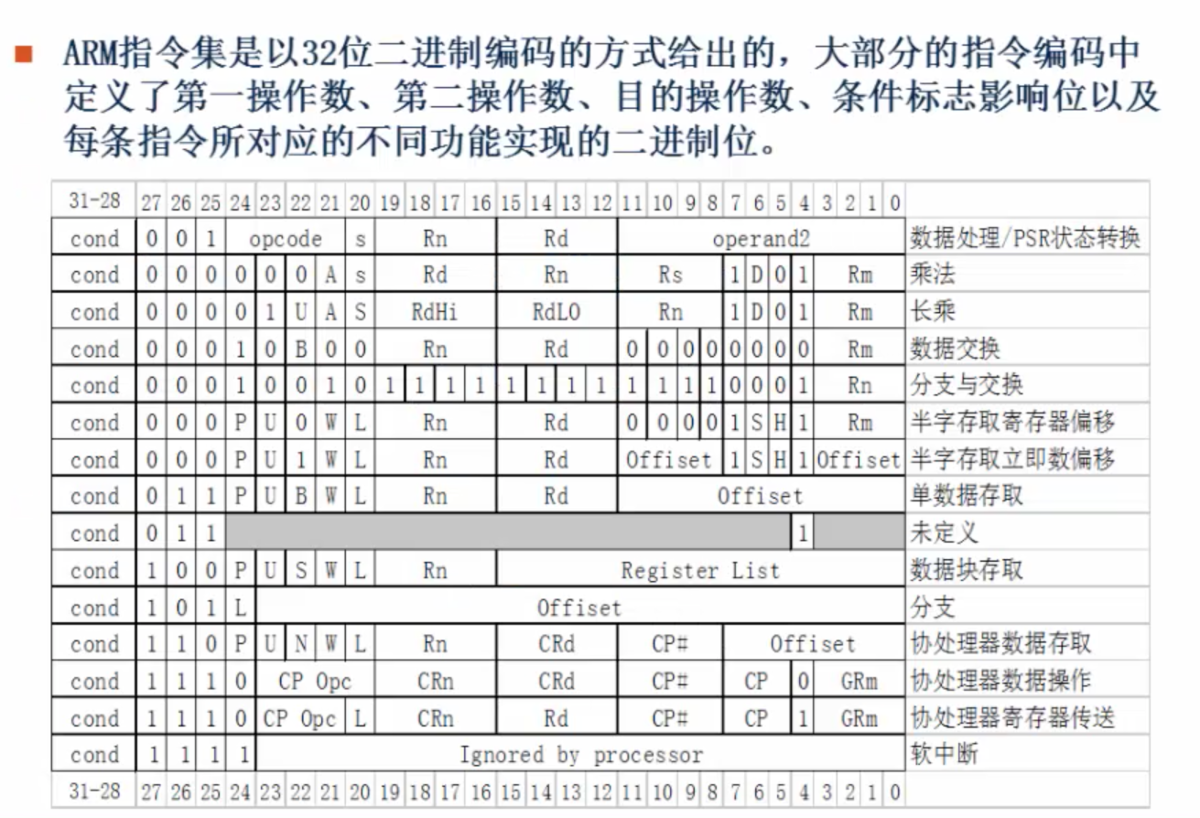 ARM指令集是以32位二进制编码的方式给出的，大部分的指令编码中
定义了第一操作数、第二操作数、目的操作数、条件标志影响位以及
每条指令所对应的不同功能实现的二进制位。
31-28 27 26 25 24 23 22 21 20 19 18 17 16 15 14 13 12 11 10 9 8 7 6 5 4 3 2 1 0
cond 0 0 1 opcode s Rn Rd operand2 数据处理/PSR状态转换
cond 0 0 0 0 0 0 A s Rd Rn Rs 1 D 0 1 Rm 乘法
cond 0 0 0 0 1 U A S RdHi RdLO Rn 1 D 0 1 Rm 长乘
cond 0 0 0 1 0 B 0 0 Rn Rd 0 0 0 0 0 0 0 0 Rm 数据交换
cond 0 0 0 1 0 0 1 0 1 1 1 1 1 1 1 1 1 1 1 1 0 0 0 1 Rn 分支与交换
cond 0 0 0 P U 0 W L Rn Rd 0 0 0 0 1 S H 1 Rm 半字存取寄存器偏移
cond 0 0 0 P U 1 W L Rn Rd Offiset 1 S H 1 Offiset 半字存取立即数偏移
cond 0 1 1 P U B W L Rn Rd Offiset 单数据存取
cond 0 1 1 1 未定义
cond 1 0 0 P U S W L Rn Register List 数据块存取
cond 1 0 1 L Offiset 分支
cond 1 1 0 P U N W L Rn CRd CP# Offiset 协处理器数据存取
cond 1 1 1 0 CP Opc CRn CRd CP# CP 0 GRm 协处理器数据操作
cond 1 1 1 0 CP Opc L CRn Rd CP# CP 1 GRm 协处理器寄存器传送
cond 1 1 1 1 Ignored by processor 软中断
31-28 27 26 25 24 23 22 21 20 19 18 17 16 15 14 13 12 11 10 9 8 7 6 5 4 3 2 1 0